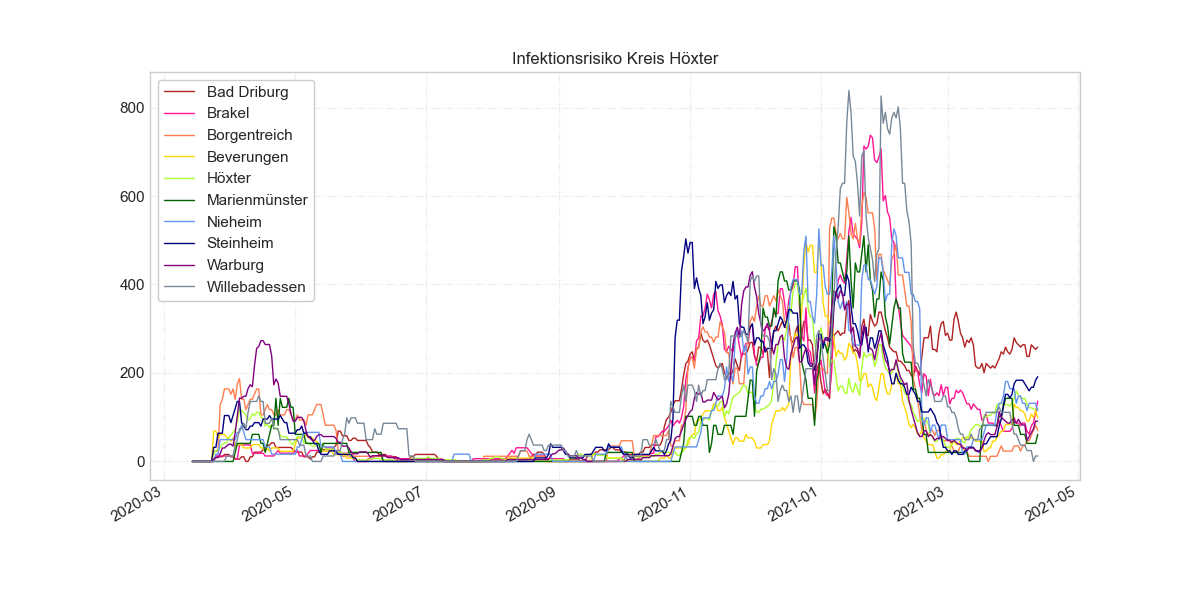 Infektionsrisiko Kreis Höxter
Bad Driburg
Brakel
Borgentreich
Beverungen
Höxter
Marienmünster
Nieheim
Steinheim
Warburg
Willebadessen
800
600
400
200
0
2020-03
2020-05
2020-07
2020-09
2020-11
2021-01
2021-03
2021-05